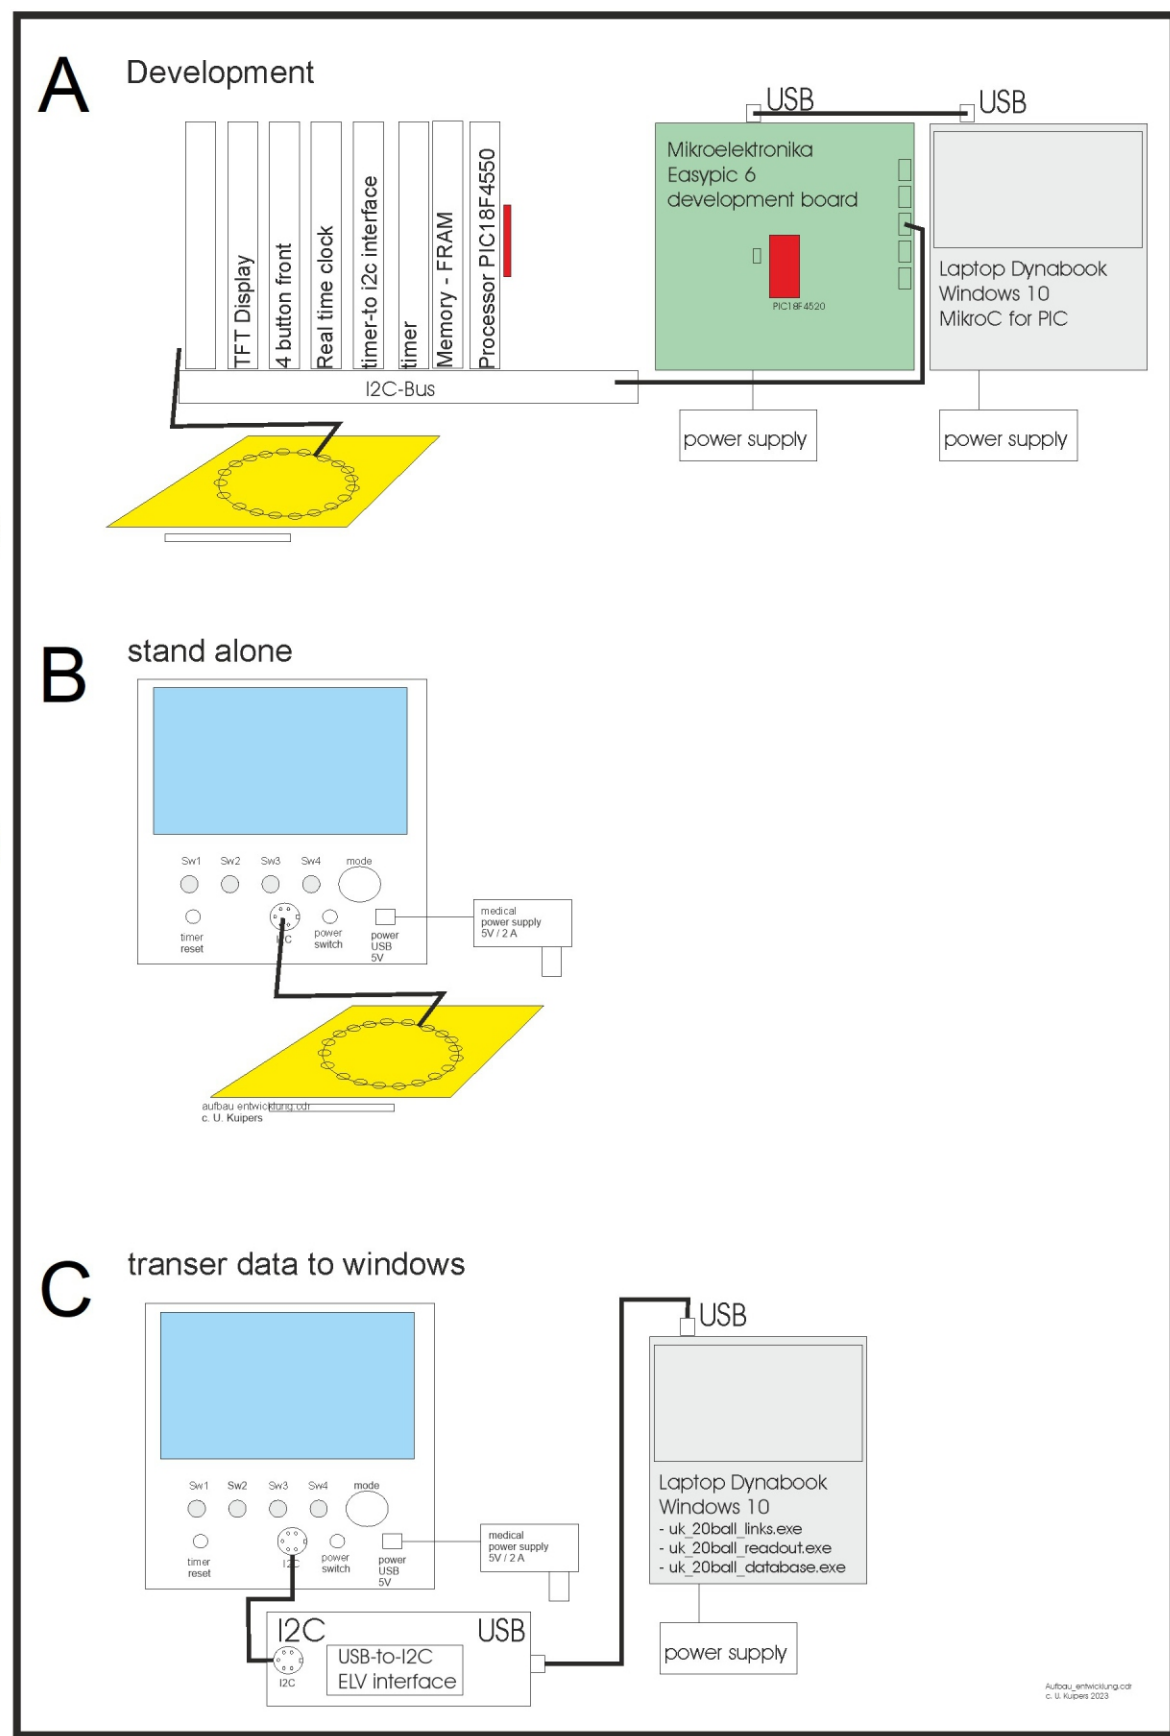 A
Development
TFT Display
4 button front
Real time clock
timer-to i2c interface
timer
Memory - FRAM
Processor PIC18F4550
I2C-Bus
USB
USB
Mikroelektronika
Easypic 6
development board
PIC18F4520
Laptop Dynabook
Windows 10
MikroC for PIC
power supply
power supply
B
stand alone
Sw1
Sw2
Sw3
Sw4
mode
timer
reset
I2C
power
switch
power
USB
5V
medical
power supply
5V / 2 A
aufbau entwicklung.cdr
c. U. Kuipers
C
transer data to windows
Sw1
Sw2
Sw3
Sw4
mode
timer
reset
I2C
power
switch
power
USB
5V
medical
power supply
5V / 2 A
I2C
USB
I2C
USB-to-I2C
ELV interface
USB
Laptop Dynabook
Windows 10
- uk_20ball_links.exe
- uk_20ball_readout.exe
- uk_20ball_database.exe
power supply
Aufbau_entwicklung.cdr
c. U. Kuipers 2023